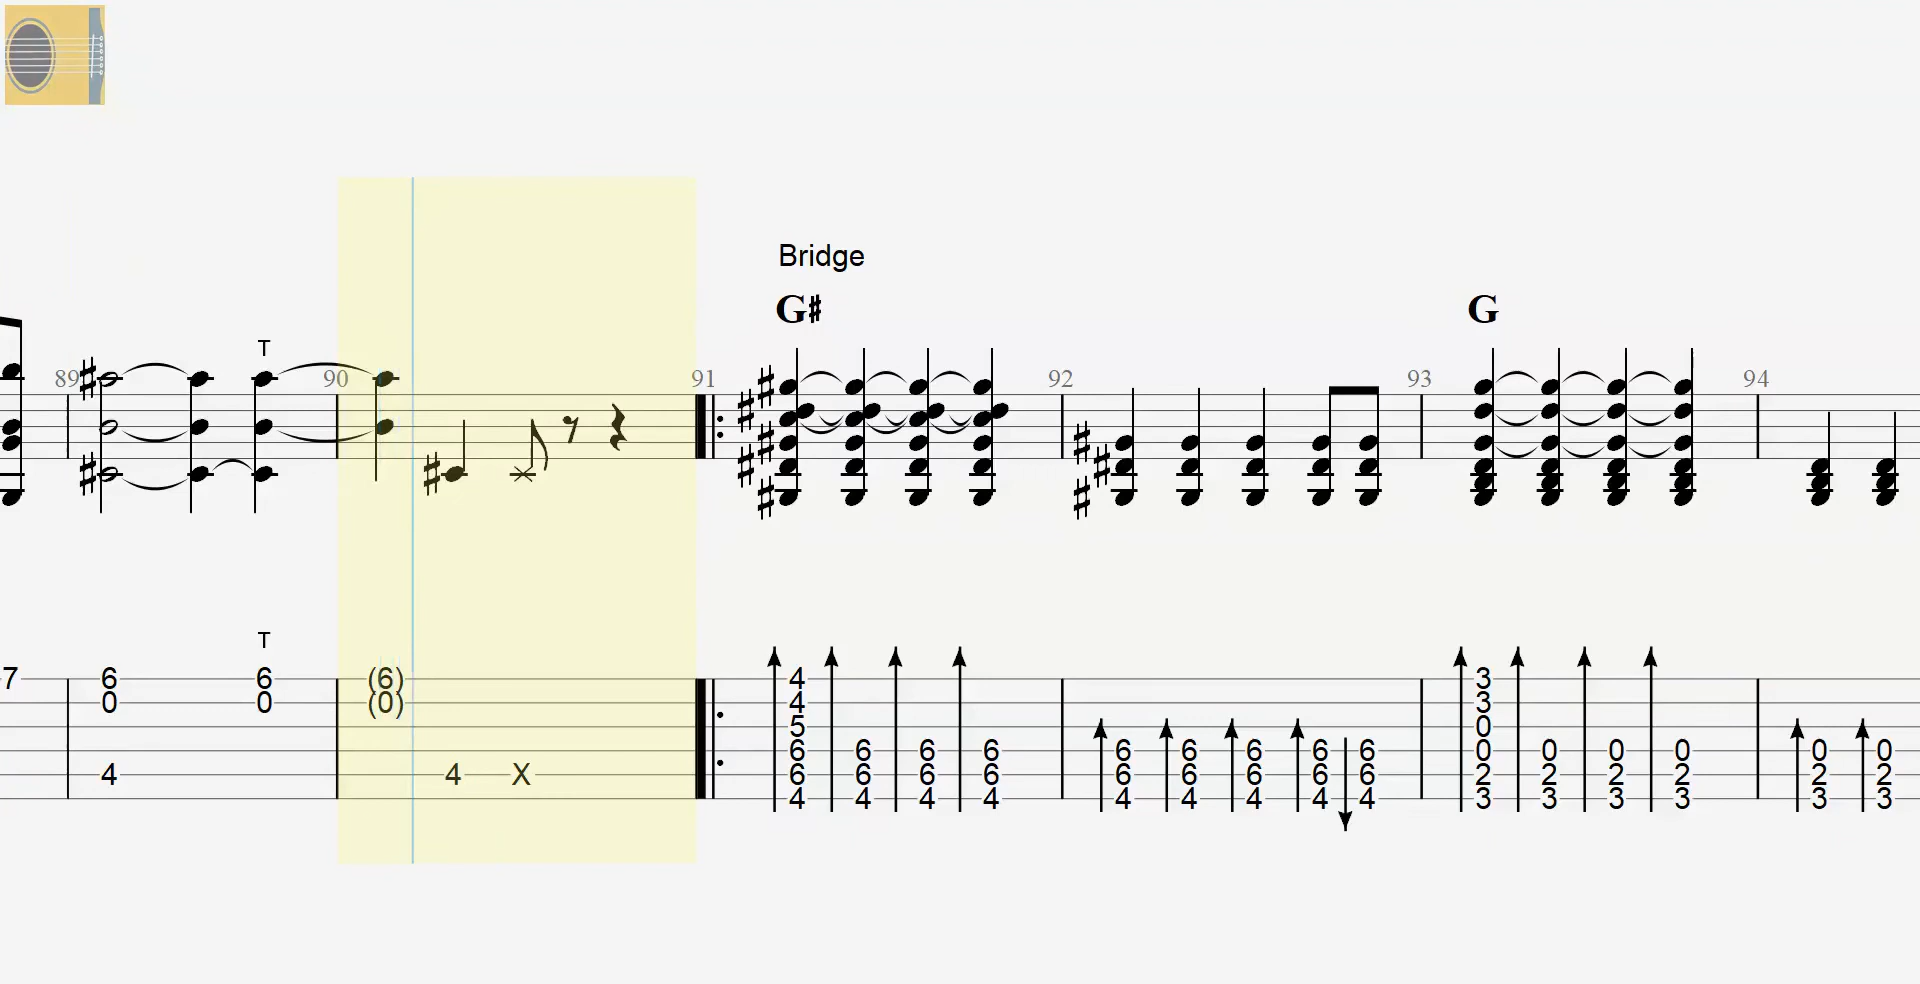 Bridge
G# G
T
89 90 91 92 93 94
T
7 6 6 (6) 4 3
0 0 (0) 4 3
5 0
6 6 6 6 6 6 6 6 6 0 0 0 0 0 0
4 4 X 6 6 6 6 6 6 6 6 6 2 2 2 2 2 2
4 4 4 4 4 4 4 4 4 3 3 3 3 3 3